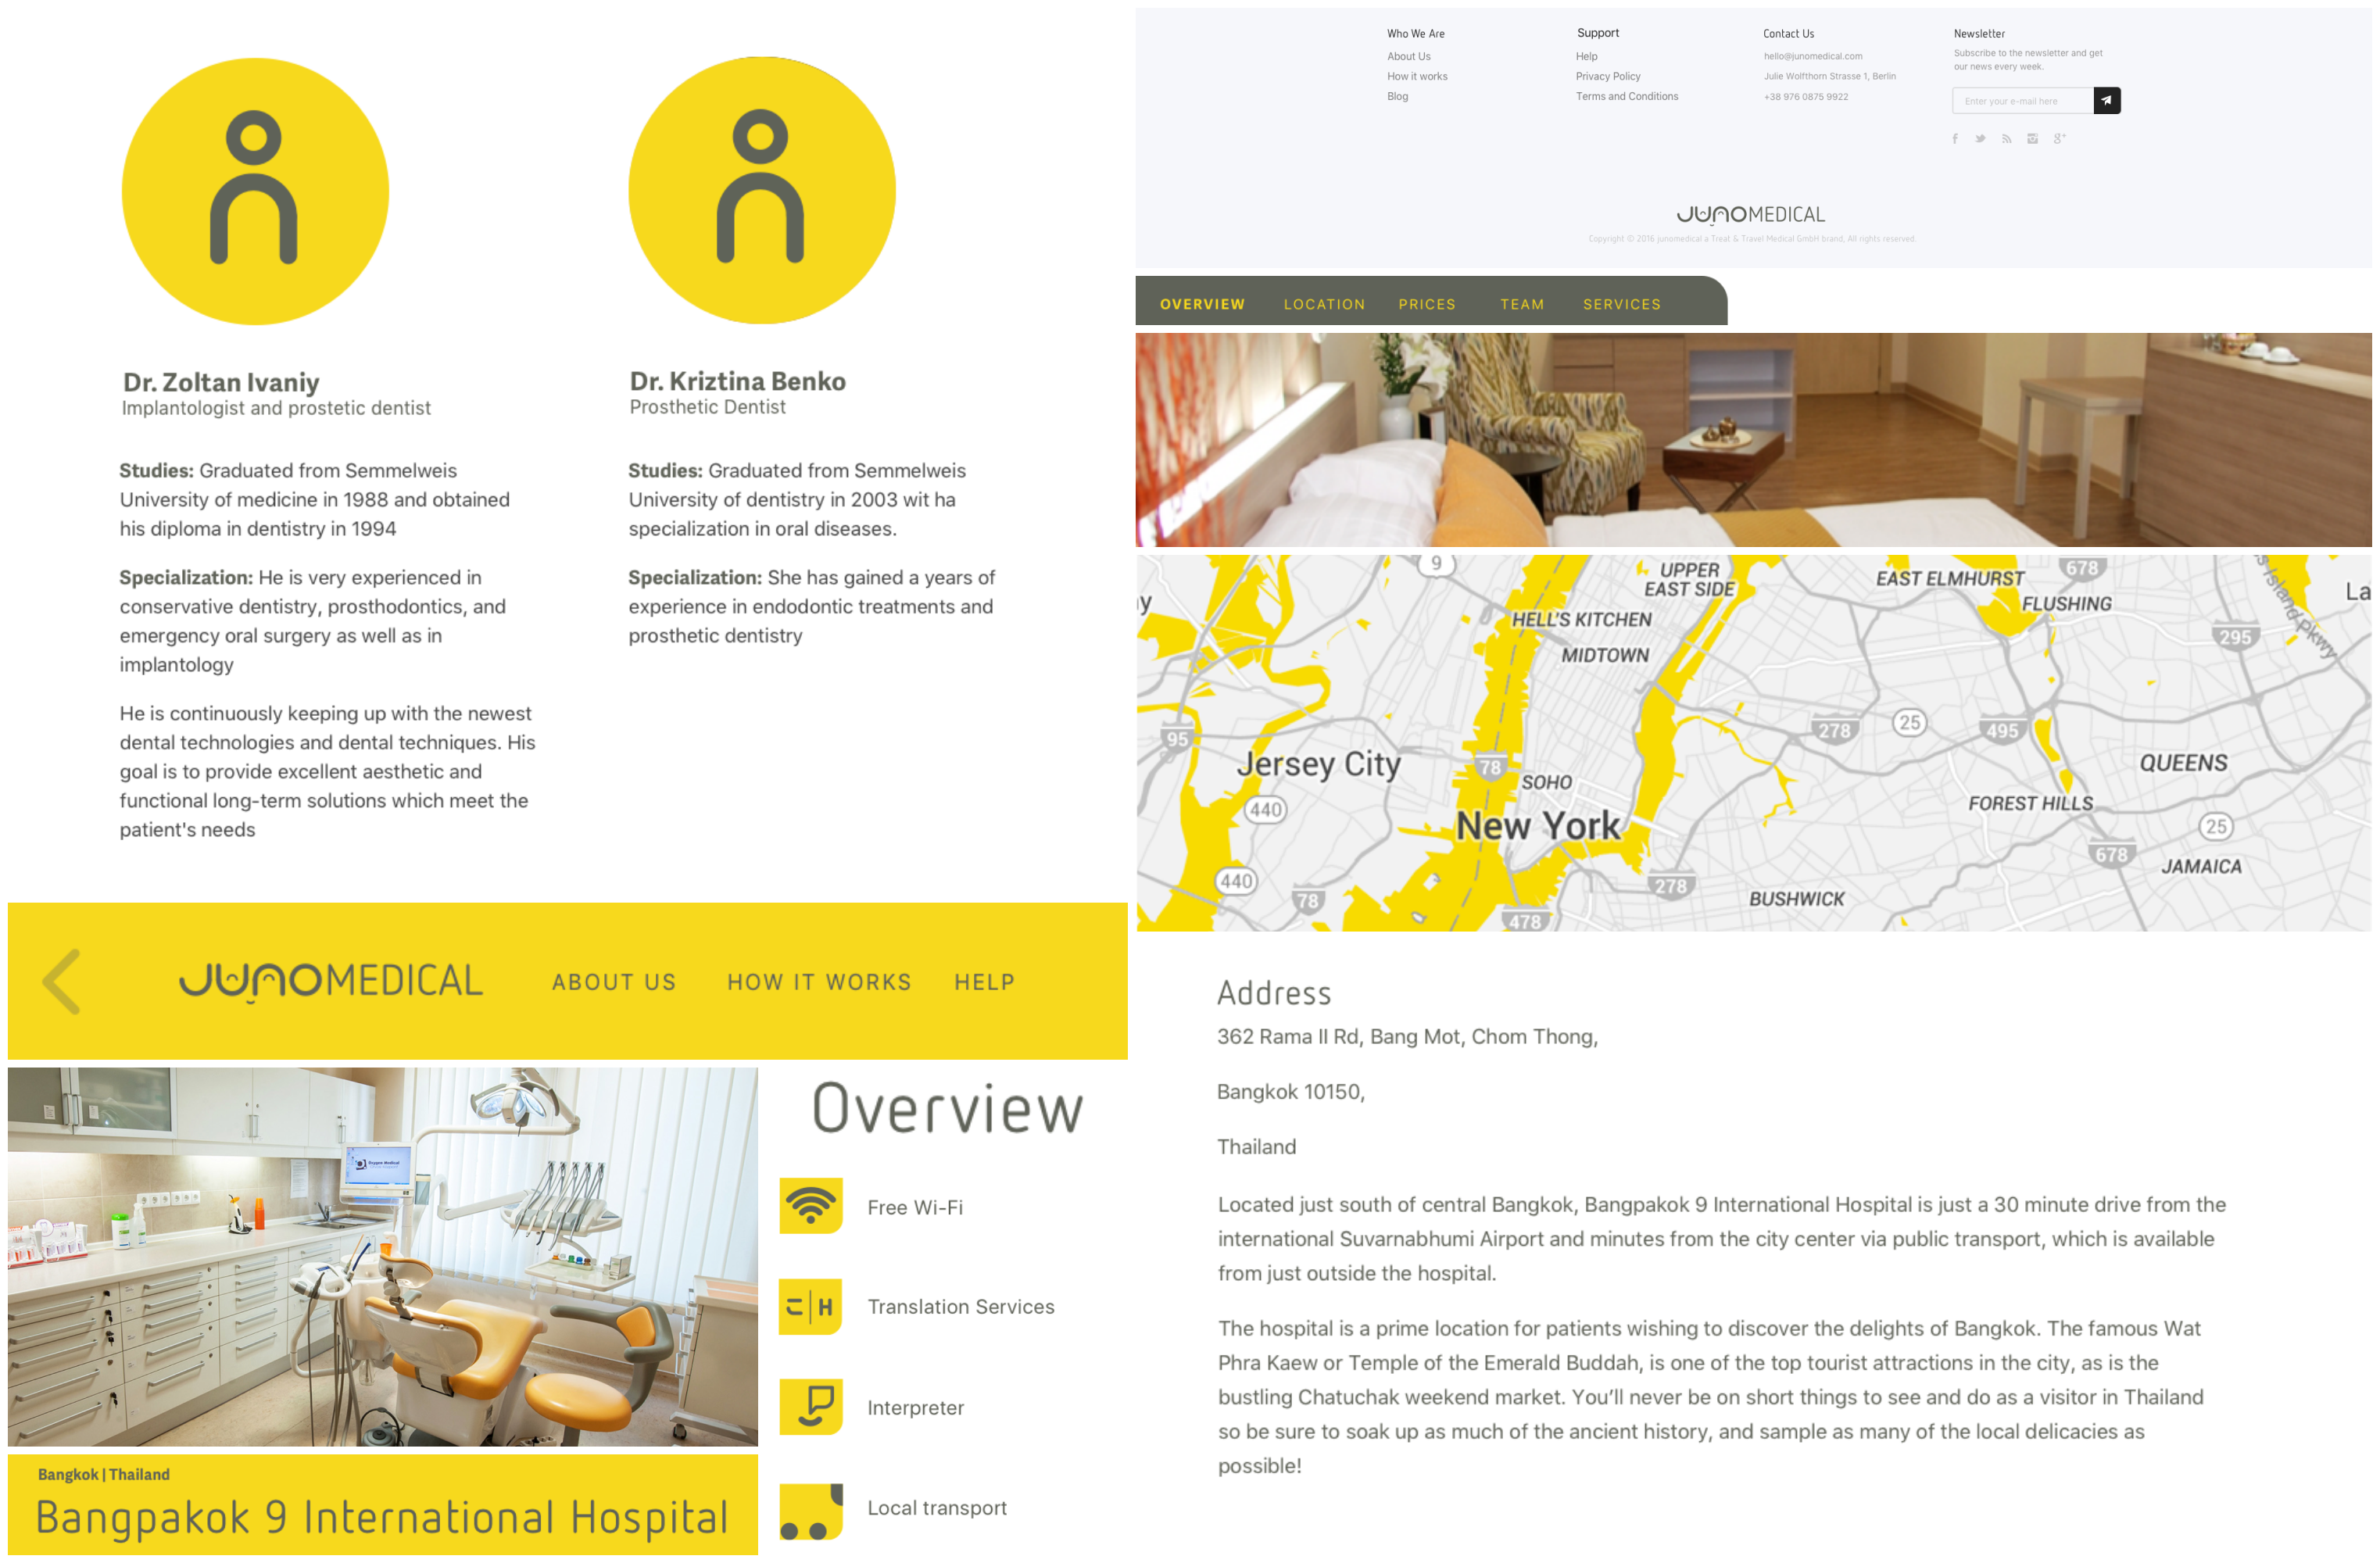 Dr. Zoltan Ivaniy
Implantologist and prostetic dentist
Studies: Graduated from Semmelweis
University of medicine in 1988 and obtained
his diploma in dentistry in 1994
Specialization: He is very experienced in
conservative dentistry, prosthodontics, and
emergency oral surgery as well as in
implantology
He is continuously keeping up with the newest
dental technologies and dental techniques. His
goal is to provide excellent aesthetic and
functional long-term solutions which meet the
patient's needs
Dr. Kriztina Benko
Prosthetic Dentist
Studies: Graduated from Semmelweis
University of dentistry in 2003 wit ha
specialization in oral diseases.
Specialization: She has gained a years of
experience in endodontic treatments and
prosthetic dentistry
JUNOMEDICAL
ABOUT US
HOW IT WORKS
HELP
Oxygen Medical
Bangkok | Thailand
Bangpakok 9 International Hospital
Overview
Free Wi-Fi
Translation Services
Interpreter
Local transport
Who We Are
About Us
How it works
Blog
Support
Help
Privacy Policy
Terms and Conditions
Contact Us
hello@junomedical.com
Julie Wolfthorn Strasse 1, Berlin
+38 976 0875 9922
Newsletter
Subscribe to the newsletter and get
our news every week.
Enter your e-mail here
JUNOMEDICAL
Copyright © 2016 junomedical a Treat & Travel Medical GmbH brand, All rights reserved.
OVERVIEW
LOCATION
PRICES
TEAM
SERVICES
9
UPPER
EAST SIDE
EAST ELMHURST
678
s Island Pkwy
La
y
HELL'S KITCHEN
FLUSHING
295
MIDTOWN
95
278
25
495
Jersey City
78
SOHO
QUEENS
440
New York
FOREST HILLS
25
678
JAMAICA
440
78
278
BUSHWICK
478
Address
362 Rama II Rd, Bang Mot, Chom Thong,
Bangkok 10150,
Thailand
Located just south of central Bangkok, Bangpakok 9 International Hospital is just a 30 minute drive from the
international Suvarnabhumi Airport and minutes from the city center via public transport, which is available
from just outside the hospital.
The hospital is a prime location for patients wishing to discover the delights of Bangkok. The famous Wat
Phra Kaew or Temple of the Emerald Buddah, is one of the top tourist attractions in the city, as is the
bustling Chatuchak weekend market. You'll never be on short things to see and do as a visitor in Thailand
so be sure to soak up as much of the ancient history, and sample as many of the local delicacies as
possible!